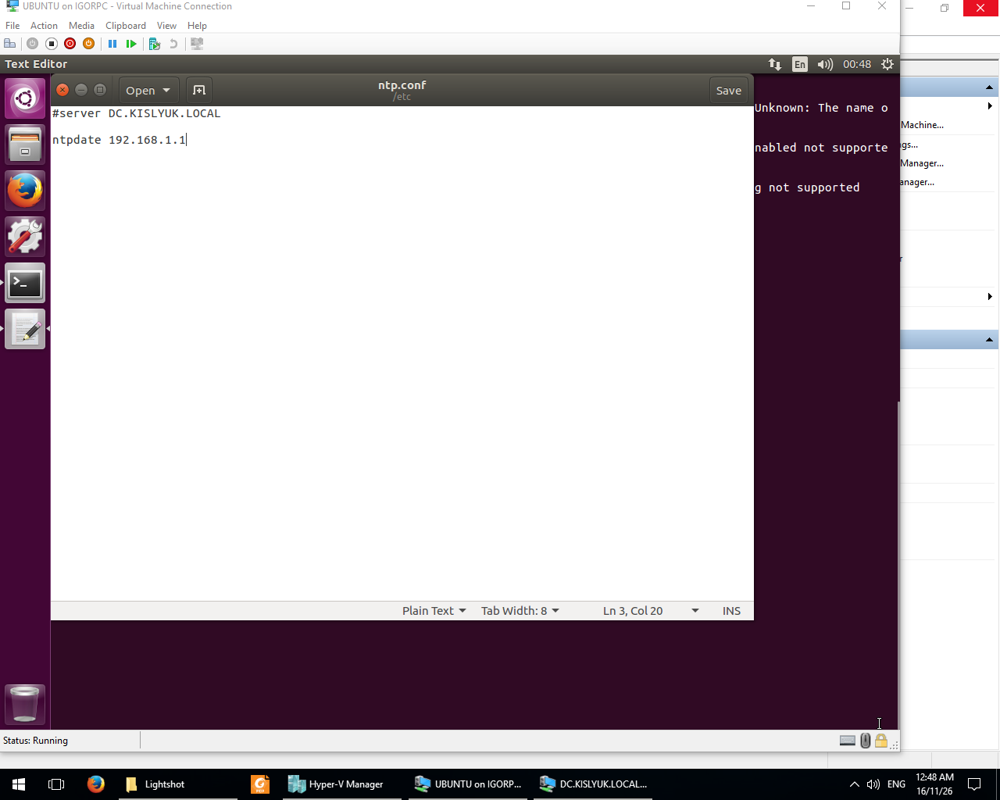 UBUNTU on IGORPC - Virtual Machine Connection
File Action Media Clipboard View Help
Text Editor
En
00:48
Open
ntp.conf
/etc
Save
#server DC.KISLYUK.LOCAL
ntpdate 192.168.1.1
Unknown: The name o
nabled not supporte
g not supported
Machine...
gs...
Manager...
anager...
r
Plain Text
Tab Width: 8
Ln 3, Col 20
INS
Status: Running
Lightshot
PDF
Hyper-V Manager
UBUNTU on IGORP...
DC.KISLYUK.LOCAL...
ENG
12:48 AM
16/11/26